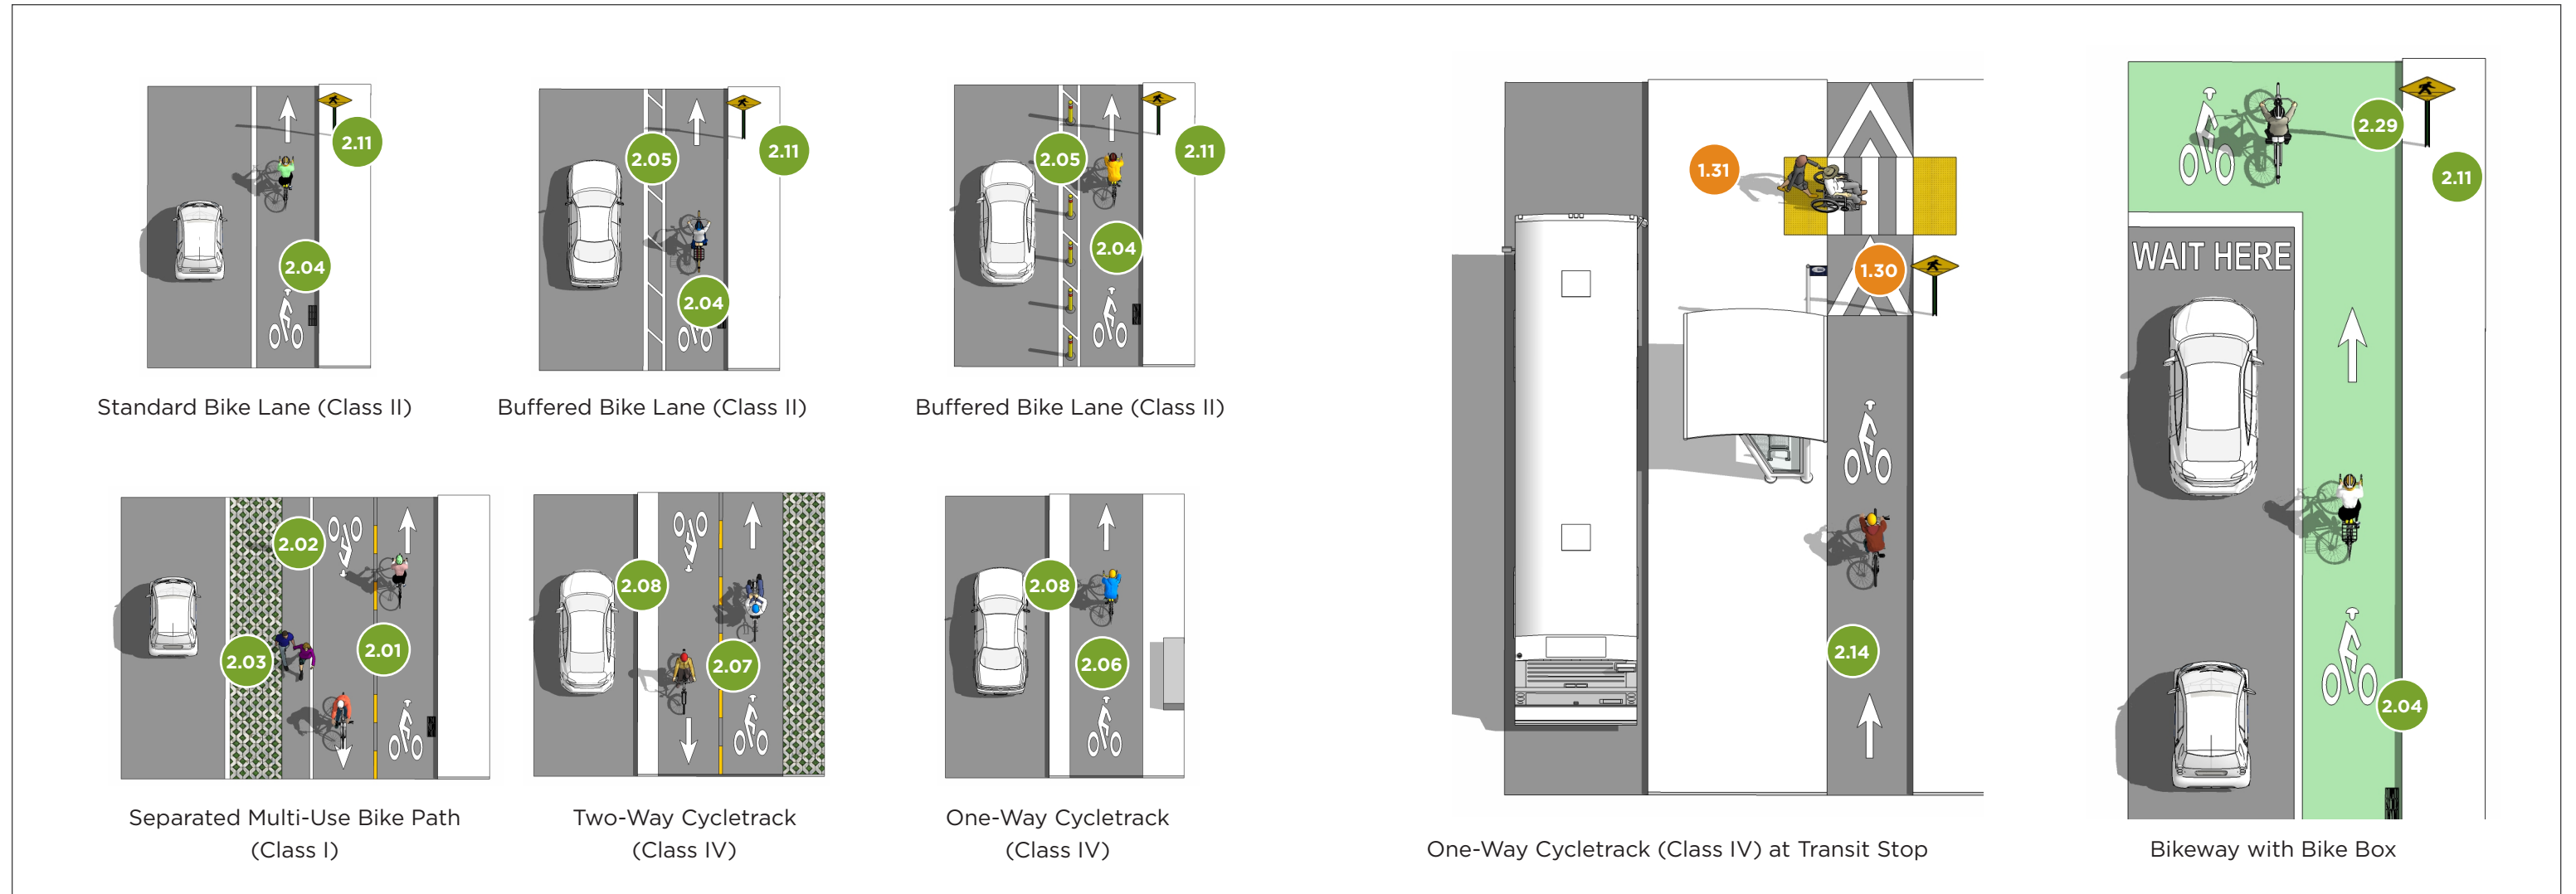 2.11
2.04
Standard Bike Lane (Class II)
2.05
2.11
2.04
Buffered Bike Lane (Class II)
2.05
2.11
2.04
Buffered Bike Lane (Class II)
2.02
2.03
2.01
Separated Multi-Use Bike Path
(Class I)
2.08
2.07
Two-Way Cycletrack
(Class IV)
2.08
2.06
One-Way Cycletrack
(Class IV)
1.31
1.30
2.14
One-Way Cycletrack (Class IV) at Transit Stop
2.29
2.11
WAIT HERE
2.04
Bikeway with Bike Box